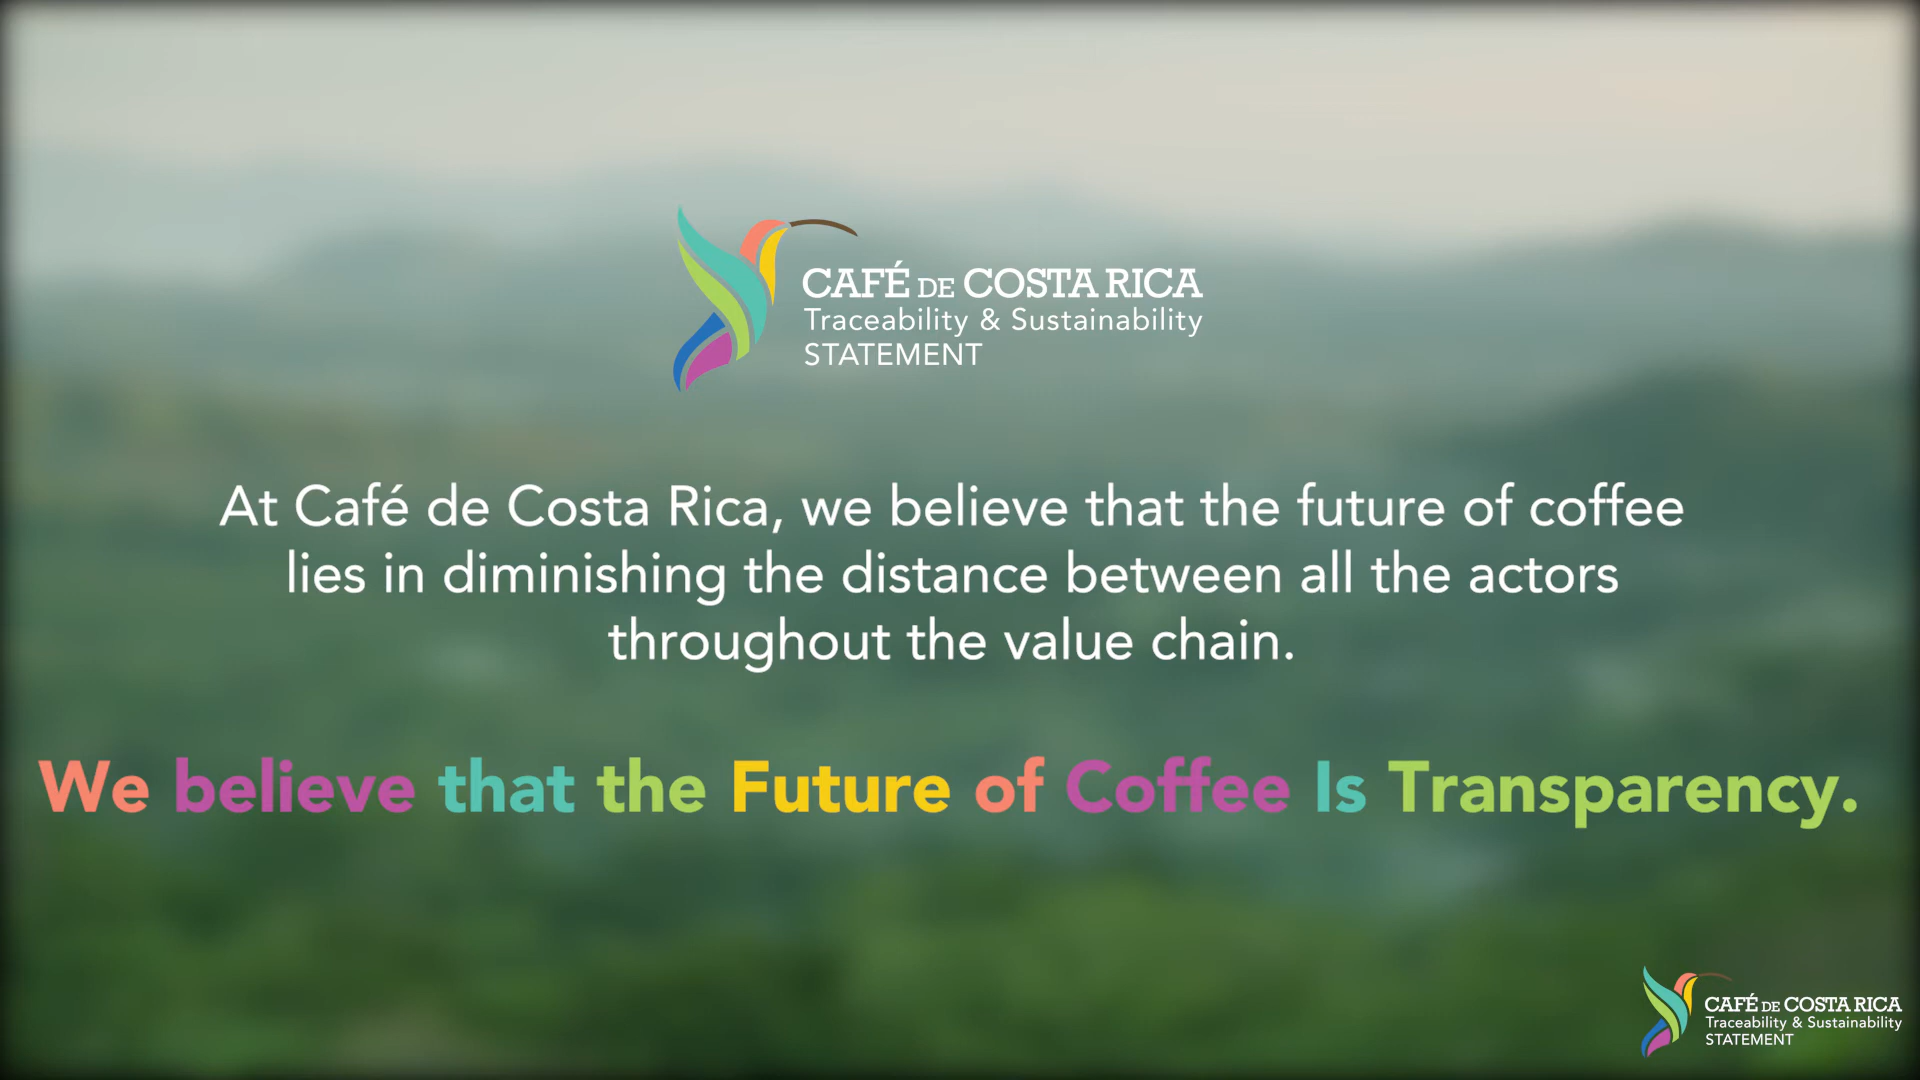 CAFÉ DE COSTA RICA
Traceability & Sustainability
STATEMENT
At Café de Costa Rica, we believe that the future of coffee
lies in diminishing the distance between all the actors
throughout the value chain.
We believe that the Future of Coffee Is Transparency.
CAFÉ DE COSTA RICA
Traceability & Sustainability
STATEMENT